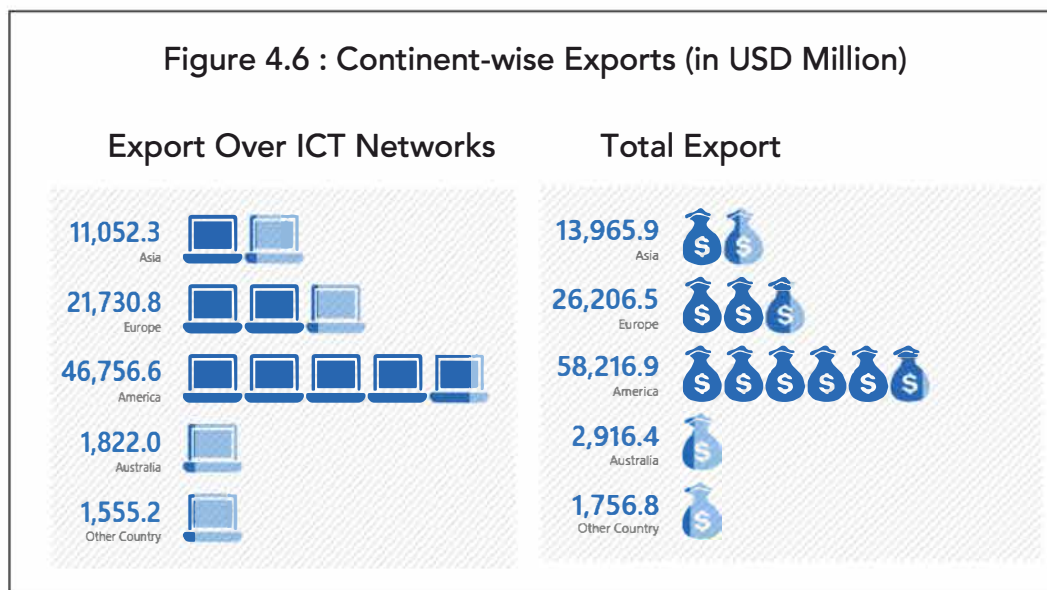 Figure 4.6 : Continent-wise Exports (in USD Million)
Export Over ICT Networks
11,052.3
Asia
21,730.8
Europe
46,756.6
America
1,822.0
Australia
1,555.2
Other Country
Total Export
13,965.9
Asia
$ $
26,206.5
Europe
$ $ $
58,216.9
America
$ $ $ $ $ $
2,916.4
Australia
$
1,756.8
Other Country
$